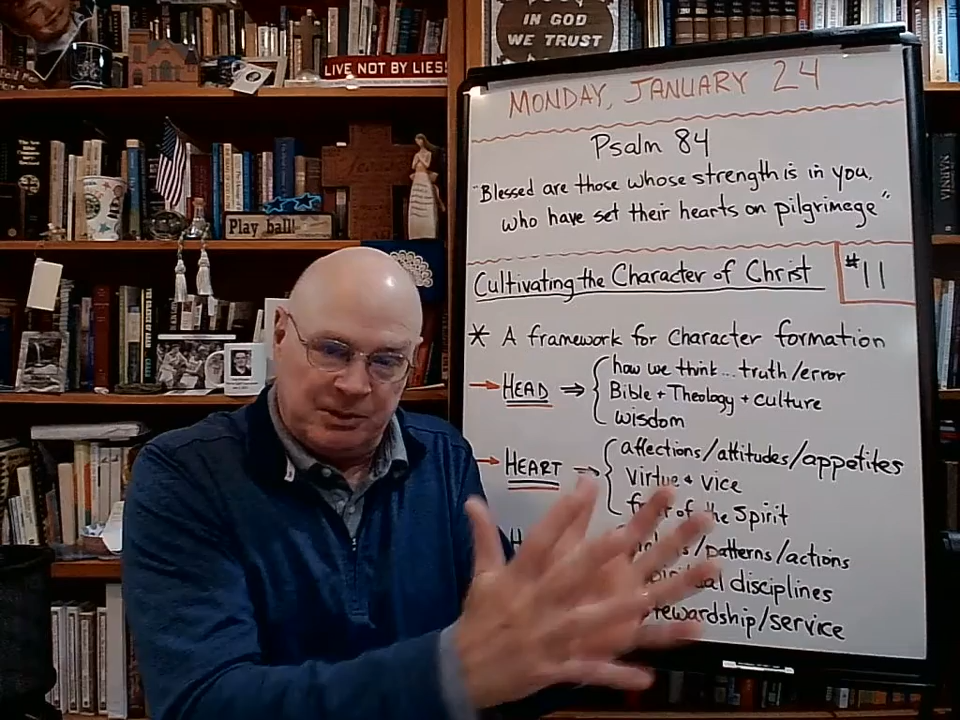 IN GOD
WE TRUST
LIVE NOT BY LIES!
Play ball!
MONDAY, JANUARY 24
Psalm 84
"Blessed are those whose strength is in you,
who have set their hearts on pilgrimege"
Cultivating the Character of Christ #11
* A framework for Character formation
→ HEAD ⇒ { how we think... truth/error
Bible + Theology + culture
wisdom
→ HEART ⇒ { affections/attitudes/appetites
virtue + vice
of the Spirit
H
/patterns/actions
disciplines
stewardship/service